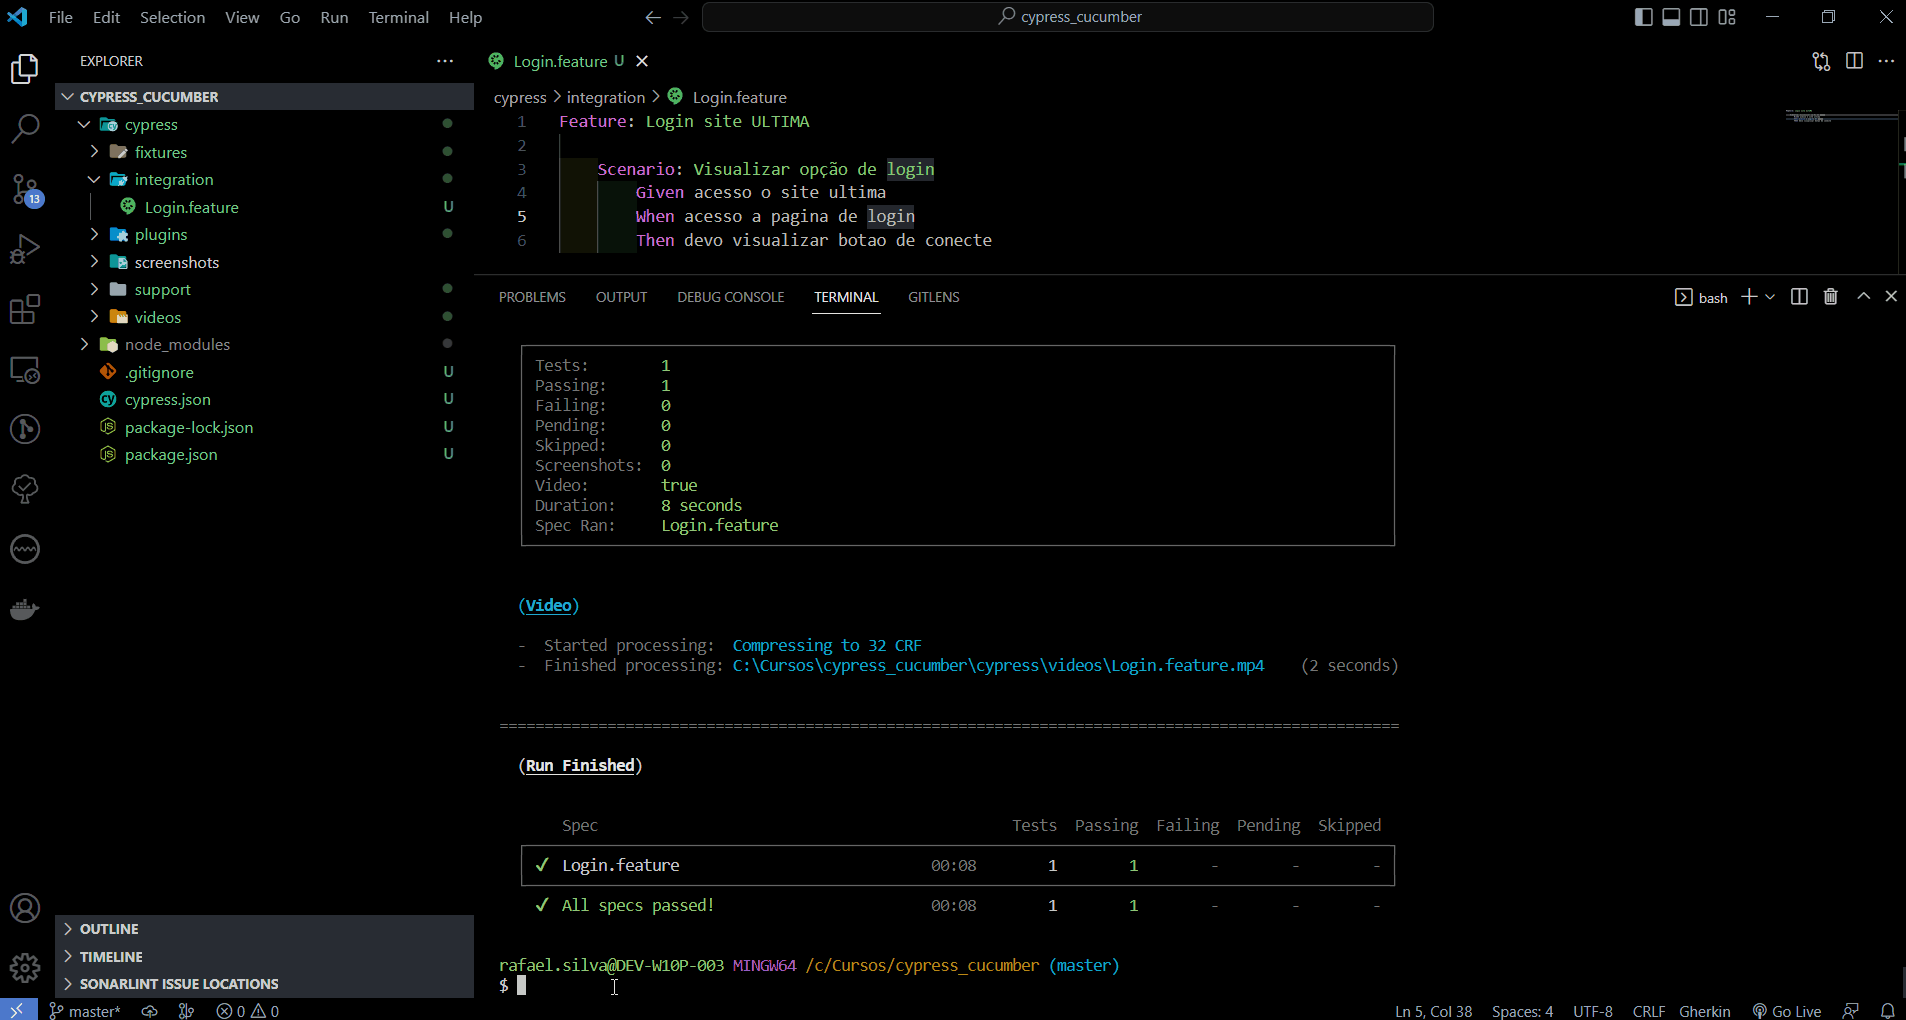 File Edit Selection View Go Run Terminal Help
cypress_cucumber
EXPLORER
CYPRESS_CUCUMBER
cypress
fixtures
integration
Login.feature U
plugins
screenshots
support
videos
node_modules
.gitignore U
cypress.json U
package-lock.json U
package.json U
13
OUTLINE
TIMELINE
SONARLINT ISSUE LOCATIONS
Login.feature U
cypress > integration > Login.feature
1 Feature: Login site ULTIMA
2
3 Scenario: Visualizar opção de login
4 Given acesso o site ultima
5 When acesso a pagina de login
6 Then devo visualizar botao de conecte
PROBLEMS OUTPUT DEBUG CONSOLE TERMINAL GITLENS
bash
Tests: 1
Passing: 1
Failing: 0
Pending: 0
Skipped: 0
Screenshots: 0
Video: true
Duration: 8 seconds
Spec Ran: Login.feature
(Video)
- Started processing: Compressing to 32 CRF
- Finished processing: C:\Cursos\cypress_cucumber\cypress\videos\Login.feature.mp4 (2 seconds)
====================================================================================================
(Run Finished)
Spec Tests Passing Failing Pending Skipped
✓ Login.feature 00:08 1 1 - - -
✓ All specs passed! 00:08 1 1 - - -
rafael.silva@DEV-W10P-003 MINGW64 /c/Cursos/cypress_cucumber (master)
$
master* 0 0 Ln 5, Col 38 Spaces: 4 UTF-8 CRLF Gherkin Go Live